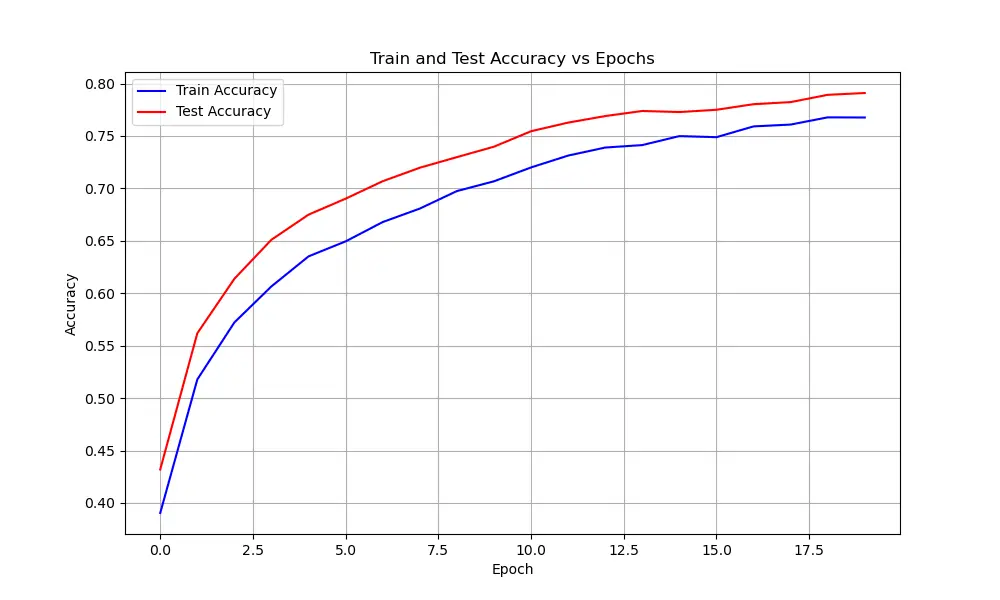 Train and Test Accuracy vs Epochs
Train Accuracy
Test Accuracy
0.80
0.75
0.70
0.65
0.60
0.55
0.50
0.45
0.40
Accuracy
0.0 2.5 5.0 7.5 10.0 12.5 15.0 17.5
Epoch